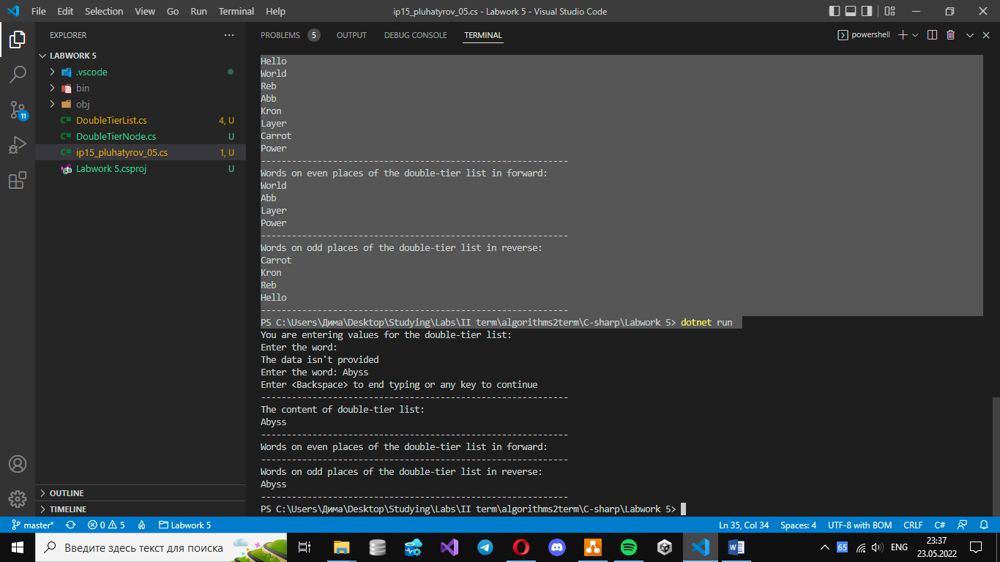 File Edit Selection View Go Run Terminal Help
ip15_pluhatyrov_05.cs - Labwork 5 - Visual Studio Code
EXPLORER
LABWORK 5
.vscode
bin
obj
DoubleTierList.cs 4, U
DoubleTierNode.cs U
ip15_pluhatyrov_05.cs 1, U
Labwork 5.csproj U
11
OUTLINE
TIMELINE
PROBLEMS 5 OUTPUT DEBUG CONSOLE TERMINAL
powershell
Hello
World
Reb
Abb
Kron
Layer
Carrot
Power
------------------------------------------------------------
Words on even places of the double-tier list in forward:
World
Abb
Layer
Power
------------------------------------------------------------
Words on odd places of the double-tier list in reverse:
Carrot
Kron
Reb
Hello
------------------------------------------------------------
PS C:\Users\Дима\Desktop\Studying\Labs\II term\algorithms2term\C-sharp\Labwork 5> dotnet run
You are entering values for the double-tier list:
Enter the word:
The data isn't provided
Enter the word: Abyss
Enter <Backspace> to end typing or any key to continue
------------------------------------------------------------
The content of double-tier list:
Abyss
------------------------------------------------------------
Words on even places of the double-tier list in forward:
------------------------------------------------------------
Words on odd places of the double-tier list in reverse:
Abyss
------------------------------------------------------------
PS C:\Users\Дима\Desktop\Studying\Labs\II term\algorithms2term\C-sharp\Labwork 5>
master* 0 5 Labwork 5
Ln 35, Col 34 Spaces: 4 UTF-8 with BOM CRLF C#
Введите здесь текст для поиска
65 ENG
23:37
23.05.2022